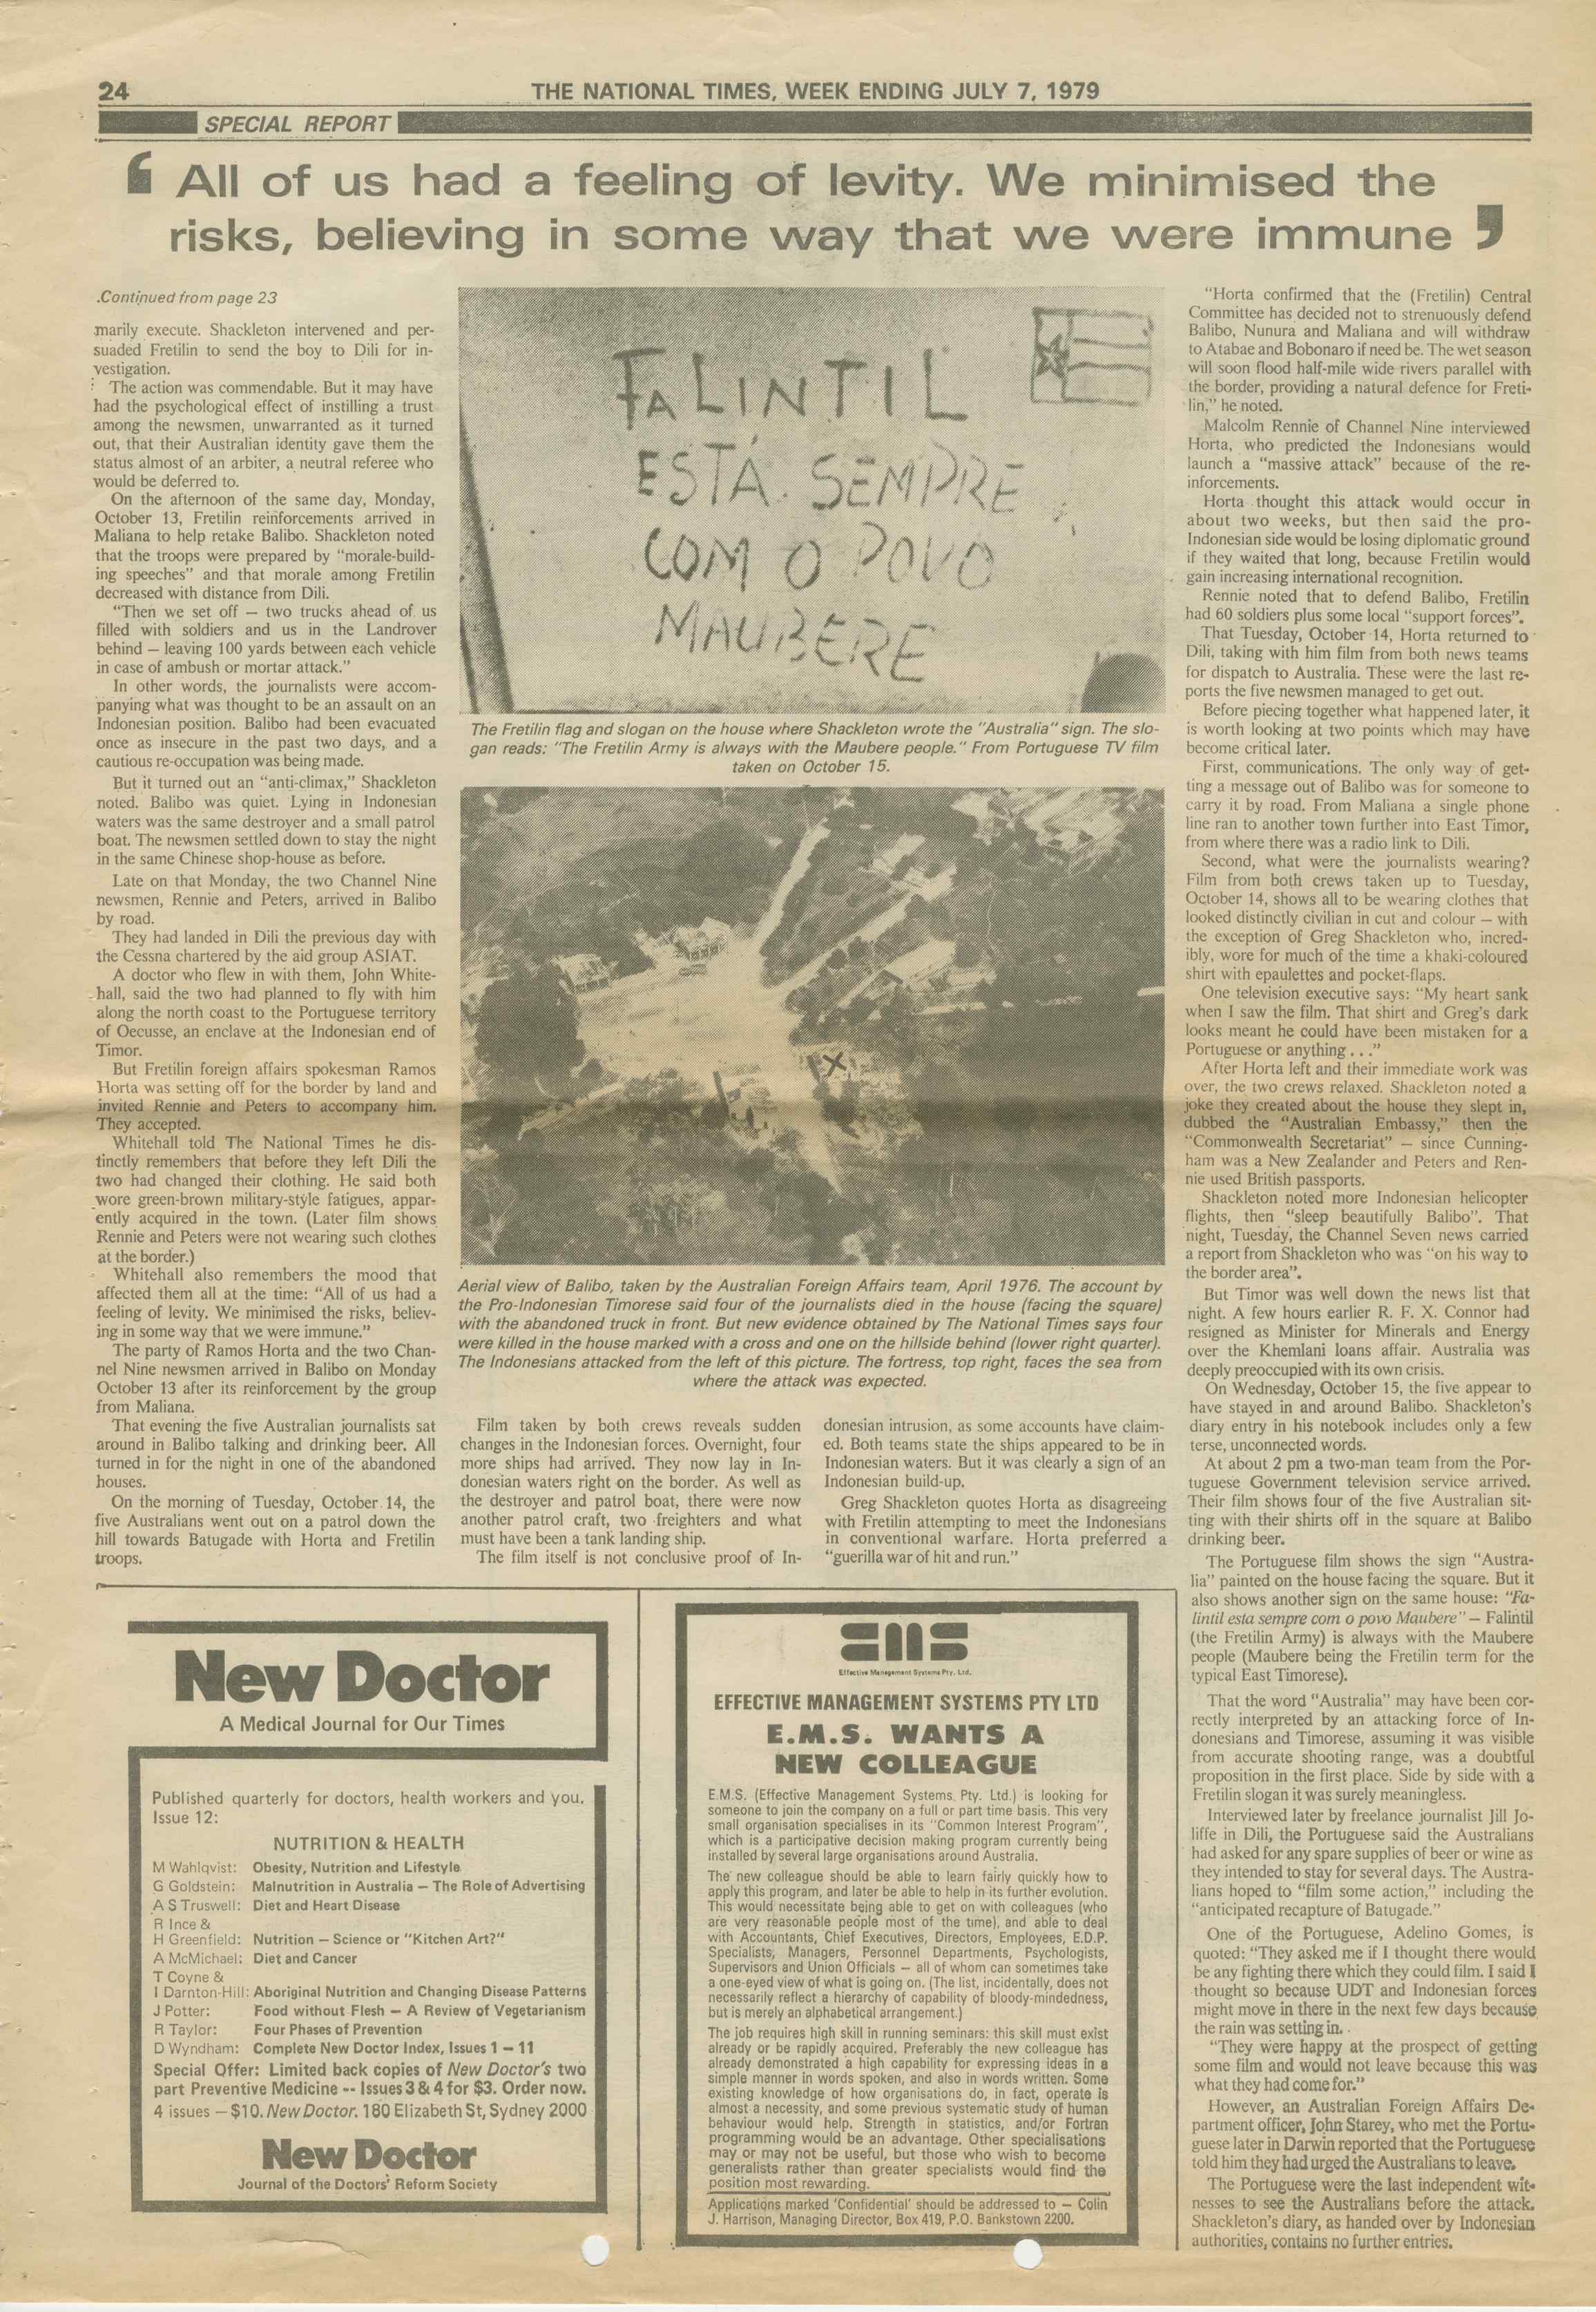 24
THE NATIONAL TIMES, WEEK ENDING JULY 7, 1979
SPECIAL REPORT
‘ All of us had a feeling of levity. We minimised the
risks, believing in some way that we were immune ’
.Continued from page 23
marily execute. Shackleton intervened and per-
suaded Fretilin to send the boy to Dili for in-
vestigation.
The action was commendable. But it may have
had the psychological effect of instilling a trust
among the newsmen, unwarranted as it turned
out, that their Australian identity gave them the
status almost of an arbiter, a neutral referee who
would be deferred to.
On the afternoon of the same day, Monday,
October 13, Fretilin reinforcements arrived in
Maliana to help retake Balibo. Shackleton noted
that the troops were prepared by “morale-build-
ing speeches” and that morale among Fretilin
decreased with distance from Dili.
“Then we set off — two trucks ahead of us
filled with soldiers and us in the Landrover
behind — leaving 100 yards between each vehicle
in case of ambush or mortar attack.”
In other words, the journalists were accom-
panying what was thought to be an assault on an
Indonesian position. Balibo had been evacuated
once as insecure in the past two days, and a
cautious re-occupation was being made.
But it turned out an “anti-climax,” Shackleton
noted. Balibo was quiet. Lying in Indonesian
waters was the same destroyer and a small patrol
boat. The newsmen settled down to stay the night
in the same Chinese shop-house as before.
Late on that Monday, the two Channel Nine
newsmen, Rennie and Peters, arrived in Balibo
by road.
They had landed in Dili the previous day with
the Cessna chartered by the aid group ASIAT.
A doctor who flew in with them, John White-
hall, said the two had planned to fly with him
along the north coast to the Portuguese territory
of Oecusse, an enclave at the Indonesian end of
Timor.
But Fretilin foreign affairs spokesman Ramos
Horta was setting off for the border by land and
invited Rennie and Peters to accompany him.
They accepted.
Whitehall told The National Times he dis-
tinctly remembers that before they left Dili the
two had changed their clothing. He said both
wore green-brown military-style fatigues, appar-
ently acquired in the town. (Later film shows
Rennie and Peters were not wearing such clothes
at the border.)
Whitehall also remembers the mood that
affected them all at the time: “All of us had a
feeling of levity. We minimised the risks, believ-
ing in some way that we were immune.”
The party of Ramos Horta and the two Chan-
nel Nine newsmen arrived in Balibo on Monday
October 13 after its reinforcement by the group
from Maliana.
That evening the five Australian journalists sat
around in Balibo talking and drinking beer. All
turned in for the night in one of the abandoned
houses.
On the morning of Tuesday, October 14, the
five Australians went out on a patrol down the
hill towards Batugade with Horta and Fretilin
troops.
FALINTIL
ESTÁ SEMPRE
COM O POVO
MAUBERE
The Fretilin flag and slogan on the house where Shackleton wrote the “Australia” sign. The slo-
gan reads: “The Fretilin Army is always with the Maubere people.” From Portuguese TV film
taken on October 15.
Aerial view of Balibo, taken by the Australian Foreign Affairs team, April 1976. The account by
the Pro-Indonesian Timorese said four of the journalists died in the house (facing the square)
with the abandoned truck in front. But new evidence obtained by The National Times says four
were killed in the house marked with a cross and one on the hillside behind (lower right quarter).
The Indonesians attacked from the left of this picture. The fortress, top right, faces the sea from
where the attack was expected.
Film taken by both crews reveals sudden
changes in the Indonesian forces. Overnight, four
more ships had arrived. They now lay in In-
donesian waters right on the border. As well as
the destroyer and patrol boat, there were now
another patrol craft, two freighters and what
must have been a tank landing ship.
The film itself is not conclusive proof of In-
donesian intrusion, as some accounts have claim-
ed. Both teams state the ships appeared to be in
Indonesian waters. But it was clearly a sign of an
Indonesian build-up.
Greg Shackleton quotes Horta as disagreeing
with Fretilin attempting to meet the Indonesians
in conventional warfare. Horta preferred a
“guerilla war of hit and run.”
“Horta confirmed that the (Fretilin) Central
Committee has decided not to strenuously defend
Balibo, Nunura and Maliana and will withdraw
to Atabae and Bobonaro if need be. The wet season
will soon flood half-mile wide rivers parallel with
the border, providing a natural defence for Freti-
lin,” he noted.
Malcolm Rennie of Channel Nine interviewed
Horta, who predicted the Indonesians would
launch a “massive attack” because of the re-
inforcements.
Horta thought this attack would occur in
about two weeks, but then said the pro-
Indonesian side would be losing diplomatic ground
if they waited that long, because Fretilin would
gain increasing international recognition.
Rennie noted that to defend Balibo, Fretilin
had 60 soldiers plus some local “support forces”.
That Tuesday, October 14, Horta returned to
Dili, taking with him film from both news teams
for dispatch to Australia. These were the last re-
ports the five newsmen managed to get out.
Before piecing together what happened later, it
is worth looking at two points which may have
become critical later.
First, communications. The only way of get-
ting a message out of Balibo was for someone to
carry it by road. From Maliana a single phone
line ran to another town further into East Timor,
from where there was a radio link to Dili.
Second, what were the journalists wearing?
Film from both crews taken up to Tuesday,
October 14, shows all to be wearing clothes that
looked distinctly civilian in cut and colour — with
the exception of Greg Shackleton who, incred-
ibly, wore for much of the time a khaki-coloured
shirt with epaulettes and pocket-flaps.
One television executive says: “My heart sank
when I saw the film. That shirt and Greg’s dark
looks meant he could have been mistaken for a
Portuguese or anything . . .”
After Horta left and their immediate work was
over, the two crews relaxed. Shackleton noted a
joke they created about the house they slept in,
dubbed the “Australian Embassy,” then the
“Commonwealth Secretariat” — since Cunning-
ham was a New Zealander and Peters and Ren-
nie used British passports.
Shackleton noted more Indonesian helicopter
flights, then “sleep beautifully Balibo”. That
night, Tuesday, the Channel Seven news carried
a report from Shackleton who was “on his way to
the border area”.
But Timor was well down the news list that
night. A few hours earlier R. F. X. Connor had
resigned as Minister for Minerals and Energy
over the Khemlani loans affair. Australia was
deeply preoccupied with its own crisis.
On Wednesday, October 15, the five appear to
have stayed in and around Balibo. Shackleton’s
diary entry in his notebook includes only a few
terse, unconnected words.
At about 2 pm a two-man team from the Por-
tuguese Government television service arrived.
Their film shows four of the five Australian sit-
ting with their shirts off in the square at Balibo
drinking beer.
The Portuguese film shows the sign “Austra-
lia” painted on the house facing the square. But it
also shows another sign on the same house: “Fa-
lintil esta sempre com o povo Maubere” — Falintil
(the Fretilin Army) is always with the Maubere
people (Maubere being the Fretilin term for the
typical East Timorese).
That the word “Australia” may have been cor-
rectly interpreted by an attacking force of In-
donesians and Timorese, assuming it was visible
from accurate shooting range, was a doubtful
proposition in the first place. Side by side with a
Fretilin slogan it was surely meaningless.
Interviewed later by freelance journalist Jill Jo-
liffe in Dili, the Portuguese said the Australians
had asked for any spare supplies of beer or wine as
they intended to stay for several days. The Austra-
lians hoped to “film some action,” including the
“anticipated recapture of Batugade.”
One of the Portuguese, Adelino Gomes, is
quoted: “They asked me if I thought there would
be any fighting there which they could film. I said I
thought so because UDT and Indonesian forces
might move in there in the next few days because
the rain was setting in.
“They were happy at the prospect of getting
some film and would not leave because this was
what they had come for.”
However, an Australian Foreign Affairs De-
partment officer, John Starey, who met the Portu-
guese later in Darwin reported that the Portuguese
told him they had urged the Australians to leave.
The Portuguese were the last independent wit-
nesses to see the Australians before the attack.
Shackleton’s diary, as handed over by Indonesian
authorities, contains no further entries.
New Doctor
A Medical Journal for Our Times
Published quarterly for doctors, health workers and you.
Issue 12:
NUTRITION & HEALTH
M Wahlqvist: Obesity, Nutrition and Lifestyle
G Goldstein: Malnutrition in Australia — The Role of Advertising
A S Truswell: Diet and Heart Disease
R Ince &
H Greenfield: Nutrition — Science or “Kitchen Art?”
A McMichael: Diet and Cancer
T Coyne &
I Darnton-Hill: Aboriginal Nutrition and Changing Disease Patterns
J Potter: Food without Flesh — A Review of Vegetarianism
R Taylor: Four Phases of Prevention
D Wyndham: Complete New Doctor Index, Issues 1 — 11
Special Offer: Limited back copies of New Doctor’s two
part Preventive Medicine -- Issues 3 & 4 for $3. Order now.
4 issues — $10. New Doctor. 180 Elizabeth St, Sydney 2000
New Doctor
Journal of the Doctors’ Reform Society
ems
Effective Management Systems Pty. Ltd.
EFFECTIVE MANAGEMENT SYSTEMS PTY LTD
E.M.S. WANTS A
NEW COLLEAGUE
E.M.S. (Effective Management Systems Pty. Ltd.) is looking for
someone to join the company on a full or part time basis. This very
small organisation specialises in its “Common Interest Program”,
which is a participative decision making program currently being
installed by several large organisations around Australia.
The new colleague should be able to learn fairly quickly how to
apply this program, and later be able to help in its further evolution.
This would necessitate being able to get on with colleagues (who
are very reasonable people most of the time), and able to deal
with Accountants, Chief Executives, Directors, Employees, E.D.P.
Specialists, Managers, Personnel Departments, Psychologists,
Supervisors and Union Officials — all of whom can sometimes take
a one-eyed view of what is going on. (The list, incidentally, does not
necessarily reflect a hierarchy of capability of bloody-mindedness,
but is merely an alphabetical arrangement.)
The job requires high skill in running seminars: this skill must exist
already or be rapidly acquired. Preferably the new colleague has
already demonstrated a high capability for expressing ideas in a
simple manner in words spoken, and also in words written. Some
existing knowledge of how organisations do, in fact, operate is
almost a necessity, and some previous systematic study of human
behaviour would help. Strength in statistics, and/or Fortran
programming would be an advantage. Other specialisations
may or may not be useful, but those who wish to become
generalists rather than greater specialists would find the
position most rewarding.
Applications marked ‘Confidential’ should be addressed to — Colin
J. Harrison, Managing Director, Box 419, P.O. Bankstown 2200.